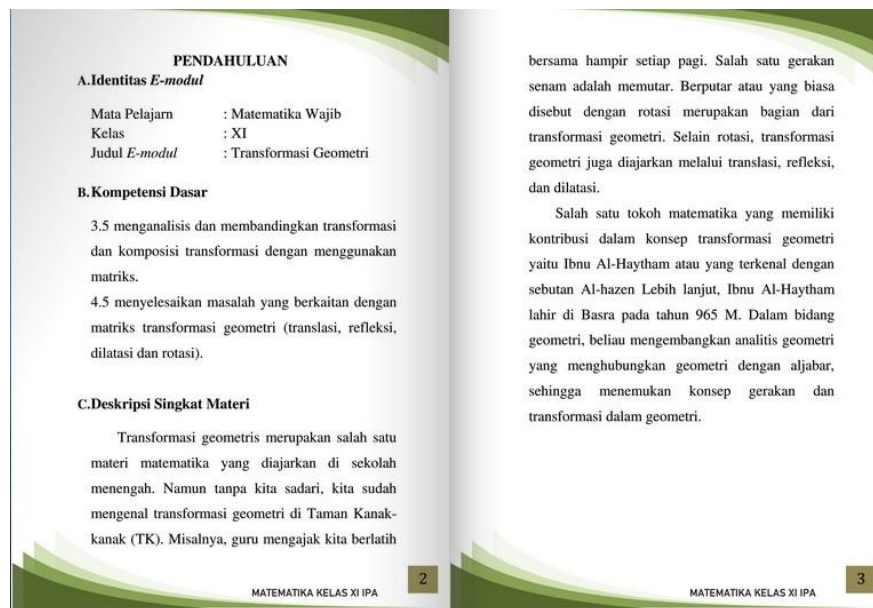 PENDAHULUAN
A.Identitas E-modul
Mata Pelajarn : Matematika Wajib
Kelas : XI
Judul E-modul : Transformasi Geometri
B.Kompetensi Dasar
3.5 menganalisis dan membandingkan transformasi
dan komposisi transformasi dengan menggunakan
matriks.
4.5 menyelesaikan masalah yang berkaitan dengan
matriks transformasi geometri (translasi, refleksi,
dilatasi dan rotasi).
C.Deskripsi Singkat Materi
Transformasi geometris merupakan salah satu
materi matematika yang diajarkan di sekolah
menengah. Namun tanpa kita sadari, kita sudah
mengenal transformasi geometri di Taman Kanak-
kanak (TK). Misalnya, guru mengajak kita berlatih
MATEMATIKA KELAS XI IPA
2
bersama hampir setiap pagi. Salah satu gerakan
senam adalah memutar. Berputar atau yang biasa
disebut dengan rotasi merupakan bagian dari
transformasi geometri. Selain rotasi, transformasi
geometri juga diajarkan melalui translasi, refleksi,
dan dilatasi.
Salah satu tokoh matematika yang memiliki
kontribusi dalam konsep transformasi geometri
yaitu Ibnu Al-Haytham atau yang terkenal dengan
sebutan Al-hazen Lebih lanjut, Ibnu Al-Haytham
lahir di Basra pada tahun 965 M. Dalam bidang
geometri, beliau mengembangkan analitis geometri
yang menghubungkan geometri dengan aljabar,
sehingga menemukan konsep gerakan dan
transformasi dalam geometri.
MATEMATIKA KELAS XI IPA
3